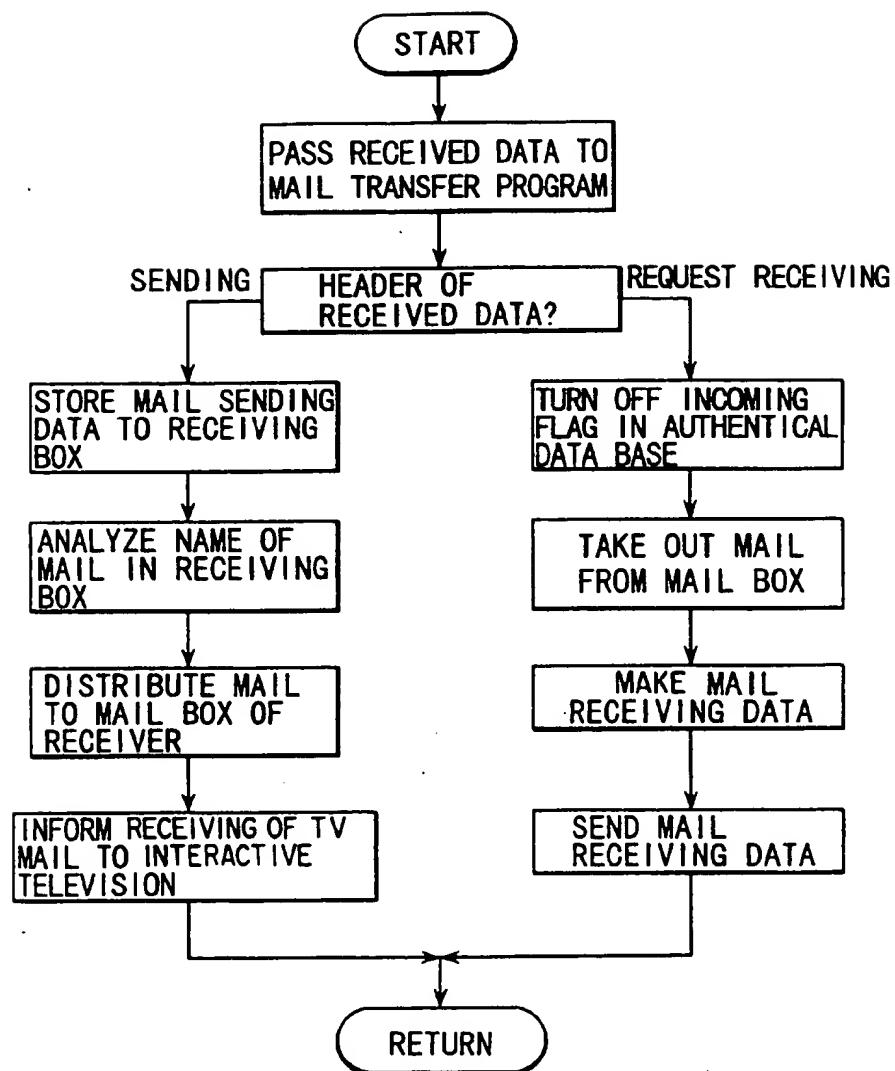 START
PASS RECEIVED DATA TO
MAIL TRANSFER PROGRAM
SENDING
HEADER OF
RECEIVED DATA?
REQUEST RECEIVING
STORE MAIL SENDING
DATA TO RECEIVING
BOX
ANALYZE NAME OF
MAIL IN RECEIVING
BOX
DISTRIBUTE MAIL
TO MAIL BOX OF
RECEIVER
INFORM RECEIVING OF TV
MAIL TO INTERACTIVE
TELEVISION
TURN OFF INCOMING
FLAG IN AUTHENTICAL
DATA BASE
TAKE OUT MAIL
FROM MAIL BOX
MAKE MAIL
RECEIVING DATA
SEND MAIL
RECEIVING DATA
RETURN